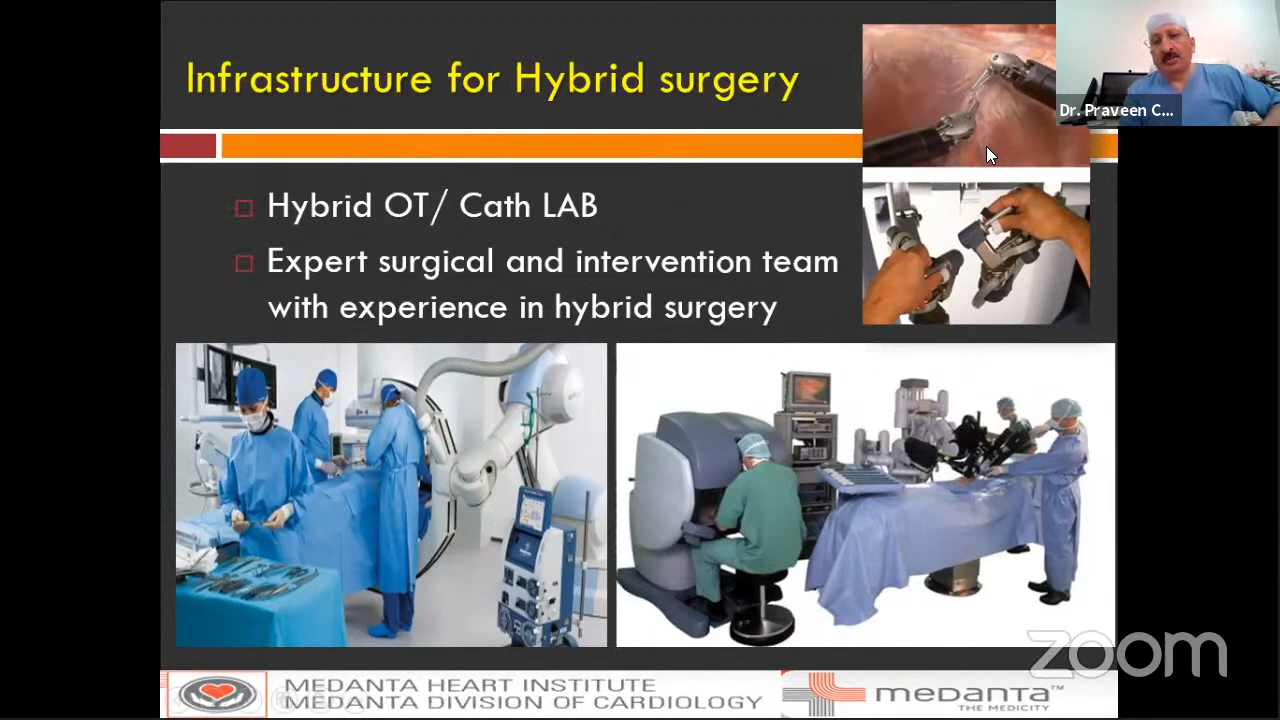 Infrastructure for Hybrid surgery
Dr. Praveen C...
Hybrid OT/ Cath LAB
Expert surgical and intervention team
with experience in hybrid surgery
zoom
MEDANTA HEART INSTITUTE
MEDANTA DIVISION OF CARDIOLOGY
medanta™
THE MEDICITY